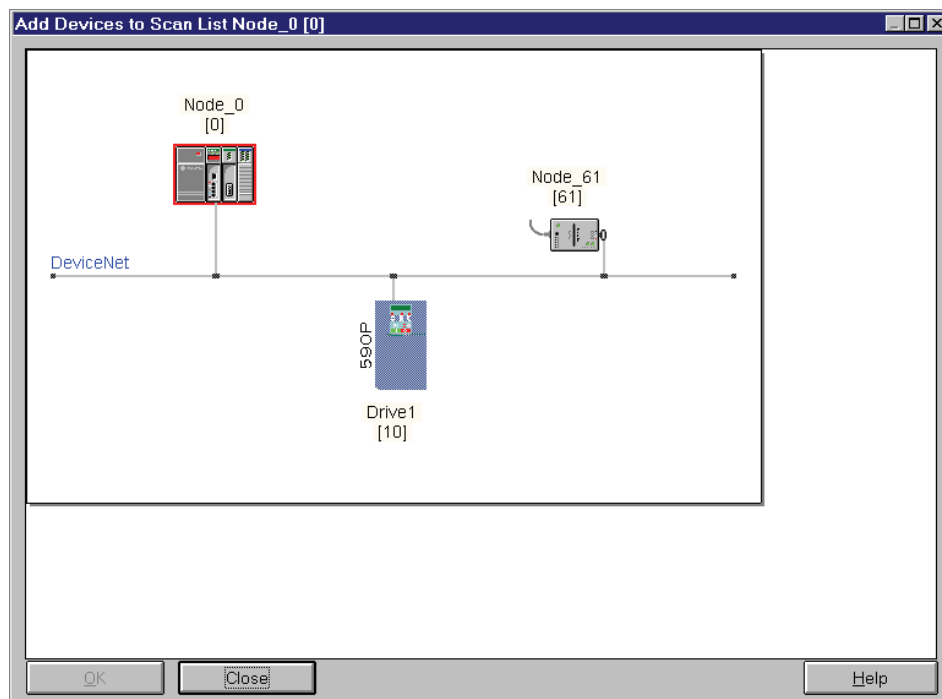 Add Devices to Scan List Node_0 [0]
Node_0
[0]
Node_61
[61]
DeviceNet
590P
Drive1
[10]
OK
Close
Help